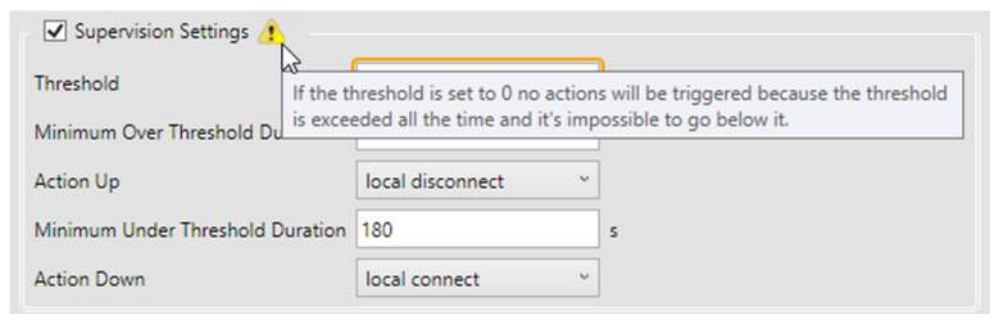 Supervision Settings
Threshold
If the threshold is set to 0 no actions will be triggered because the threshold
is exceeded all the time and it's impossible to go below it.
Minimum Over Threshold Du
Action Up local disconnect
Minimum Under Threshold Duration 180 s
Action Down local connect